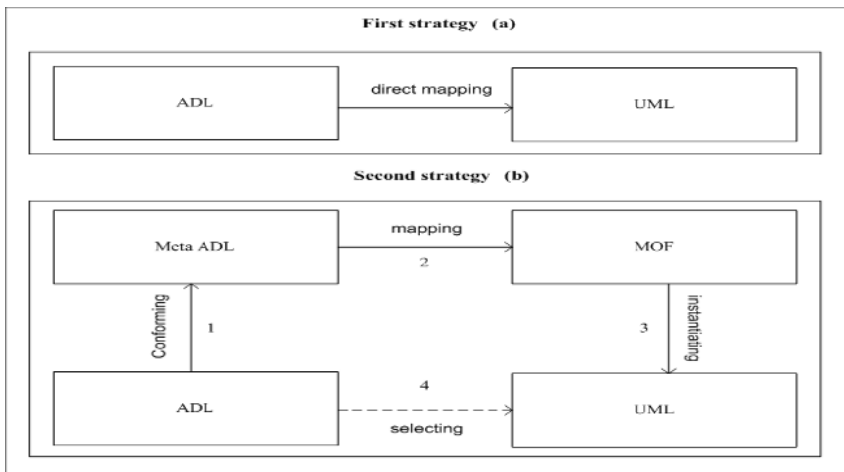 First strategy (a)
ADL
direct mapping
UML
Second strategy (b)
Meta ADL
mapping
2
MOF
Conforming
1
3
instantiating
ADL
4
selecting
UML